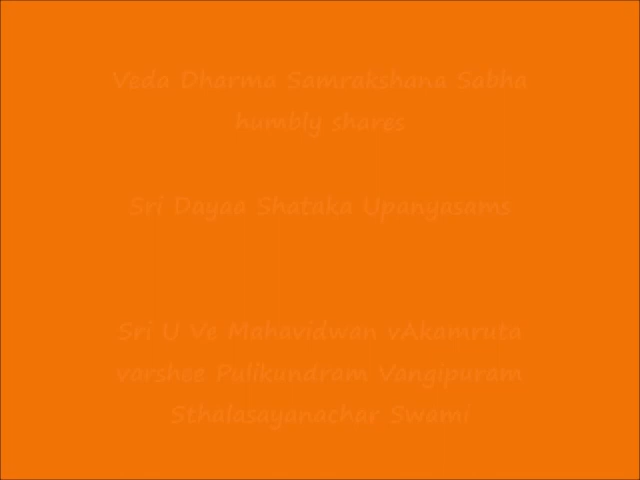 Veda Dharma Samrakshana Sabha
humbly shares
Sri Dayaa Shataka Upanyasams
Sri U Ve Mahavidwan vAkamruta
varshee Pulikundram Vangipuram
Sthalasayanachar Swami